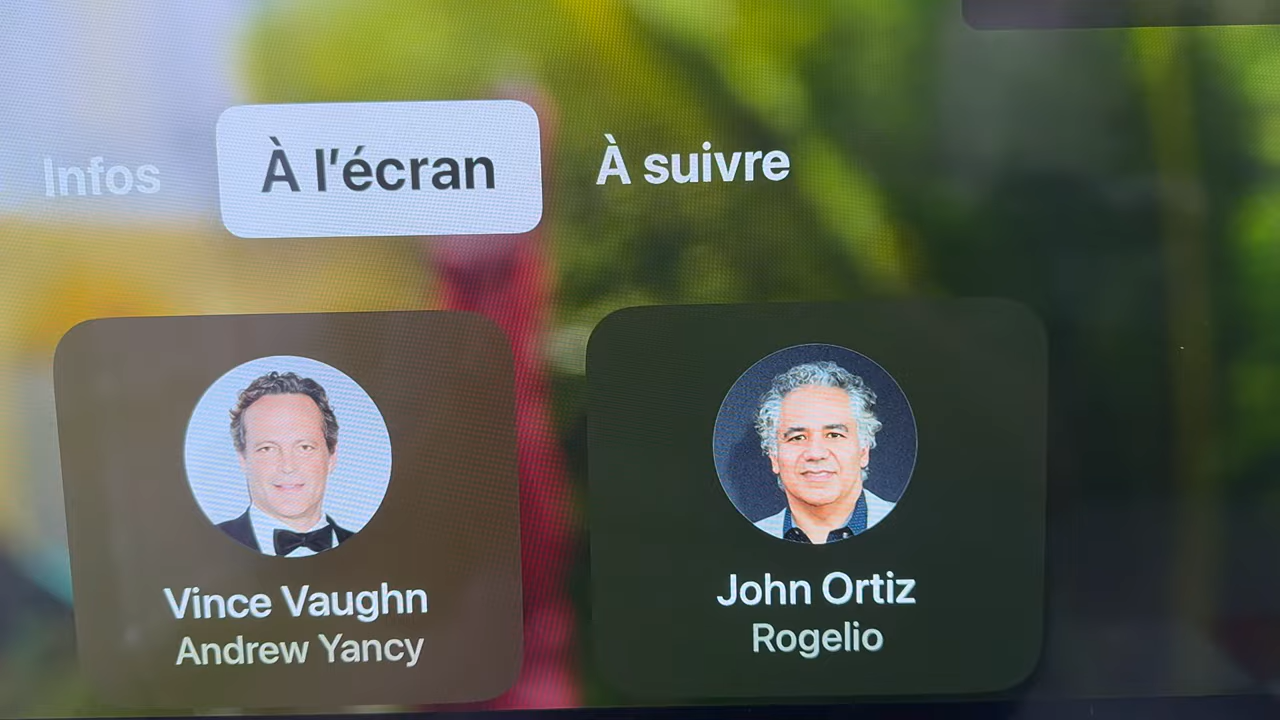 Infos
À l’écran
À suivre
Vince Vaughn
Andrew Yancy
John Ortiz
Rogelio